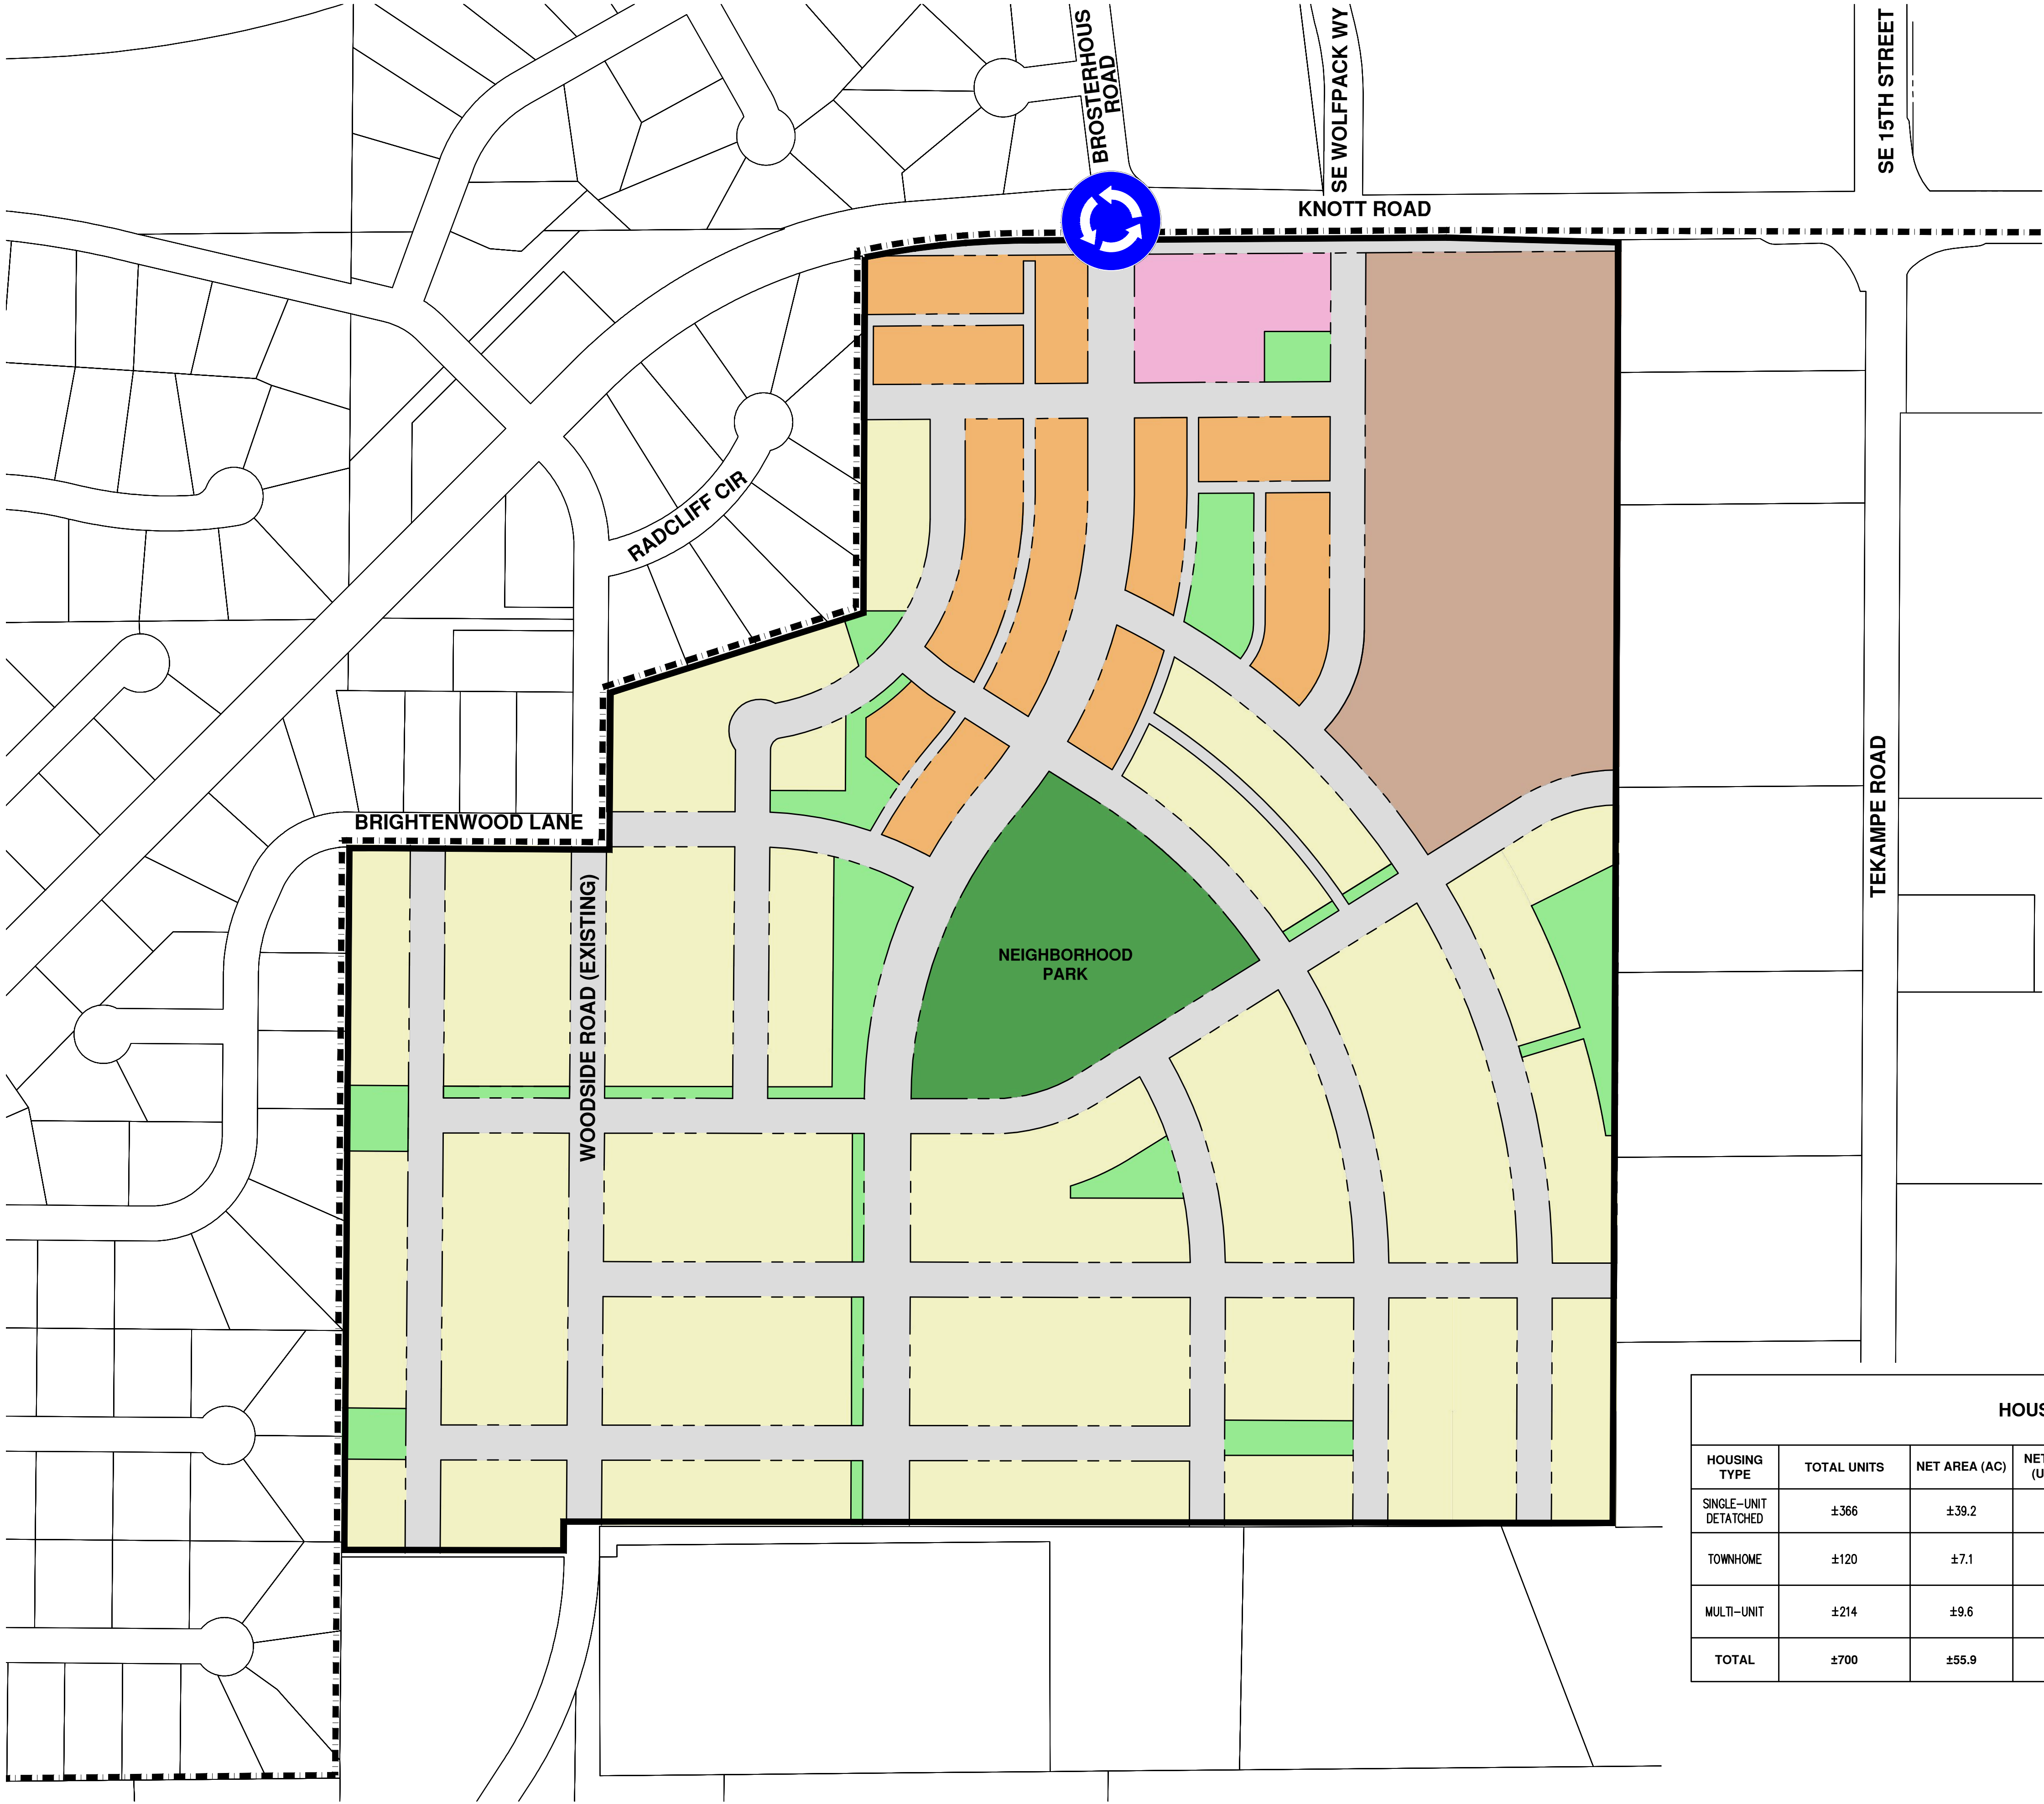 BROSTERHOUS
ROAD
SE WOLFPACK WY
SE 15TH STREET
KNOTT ROAD
RADCLIFF CIR
BRIGHTENWOOD LANE
TEKAMPE ROAD
WOODSIDE ROAD (EXISTING)
NEIGHBORHOOD
PARK
HOUS
HOUSING
TYPE
TOTAL UNITS
NET AREA (AC)
NET
(U
SINGLE-UNIT
DETATCHED
±366
±39.2
TOWNHOME
±120
±7.1
MULTI-UNIT
±214
±9.6
TOTAL
±700
±55.9